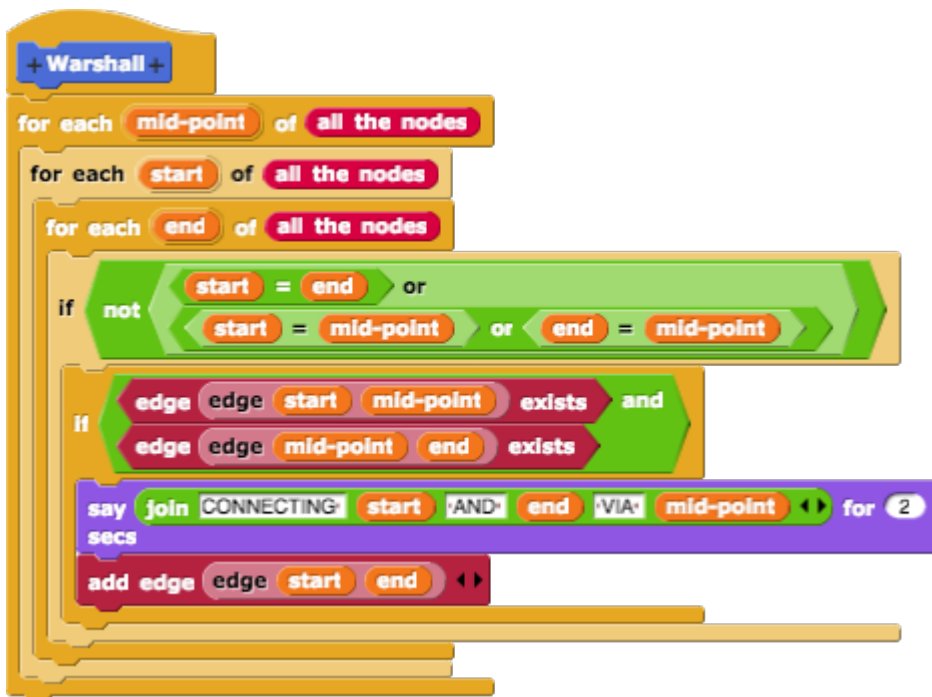 + Warshall +
for each mid-point of all the nodes
for each start of all the nodes
for each end of all the nodes
start = end or
if not
start = mid-point or end = mid-point
edge edge start mid-point exists and
if
edge edge mid-point end exists
say join CONNECTING start AND end VIA mid-point for 2
secs
add edge edge start end